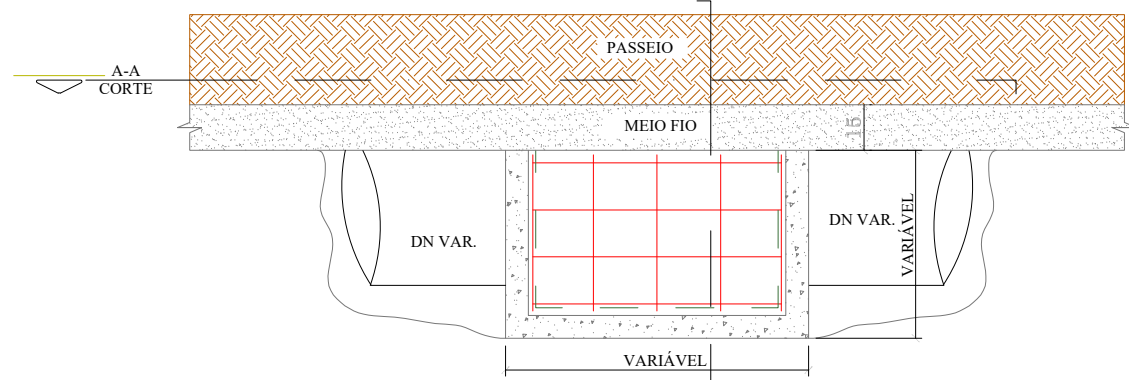 PASSEIO
A-A
CORTE
MEIO FIO
15
DN VAR.
DN VAR.
VARIÁVEL
VARIÁVEL